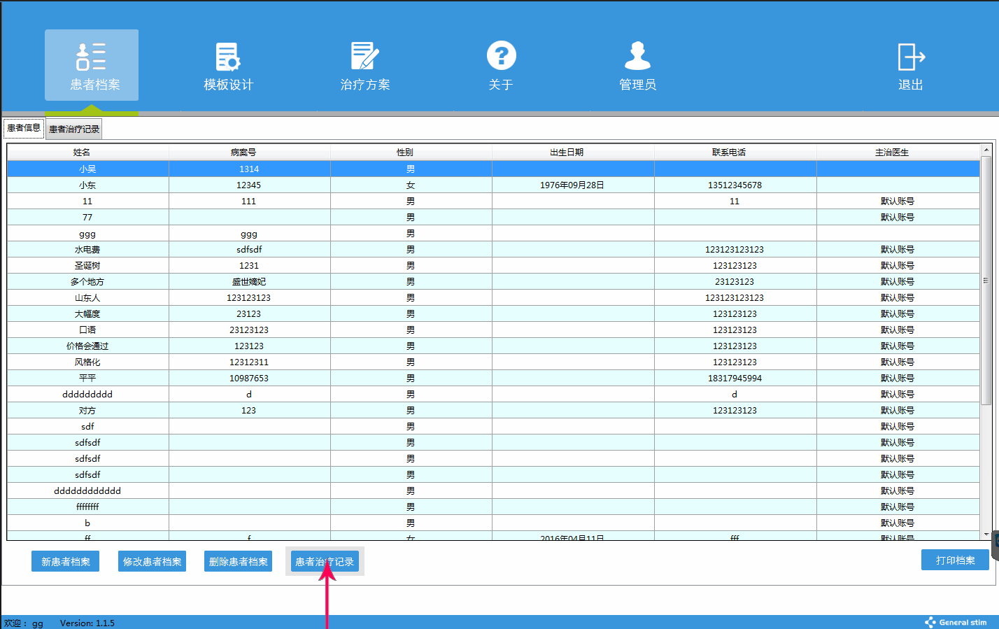 患者档案 模板设计 治疗方案 关于 管理员 退出
患者信息 患者治疗记录
姓名 病案号 性别 出生日期 联系电话 主治医生
小吴 1314 男
小东 12345 女 1976年09月28日 13512345678
11 111 男 11 默认账号
77 男 默认账号
ggg ggg 男
水电费 sdfsdf 男 123123123123 默认账号
圣诞树 1231 男 123123123 默认账号
多个地方 盛世嫡妃 男 23123123 默认账号
山东人 123123123 男 123123123123 默认账号
大幅度 23123 男 123123123 默认账号
口语 23123123 男 123123123 默认账号
价格会通过 123123 男 123123123 默认账号
风格化 12312311 男 123123123 默认账号
平平 10987653 男 18317945994 默认账号
ddddddddd d 男 d 默认账号
对方 123 男 123123123 默认账号
sdf 男 默认账号
sdfsdf 男 默认账号
sdfsdf 男 默认账号
sdfsdf 男 默认账号
dddddddddddd 男 默认账号
ffffffff 男 默认账号
b 男 默认账号
ff f 女 2016年04月11日 fff 默认账号
新患者档案 修改患者档案 删除患者档案 患者治疗记录 打印档案
欢迎： gg Version: 1.1.5 General stim